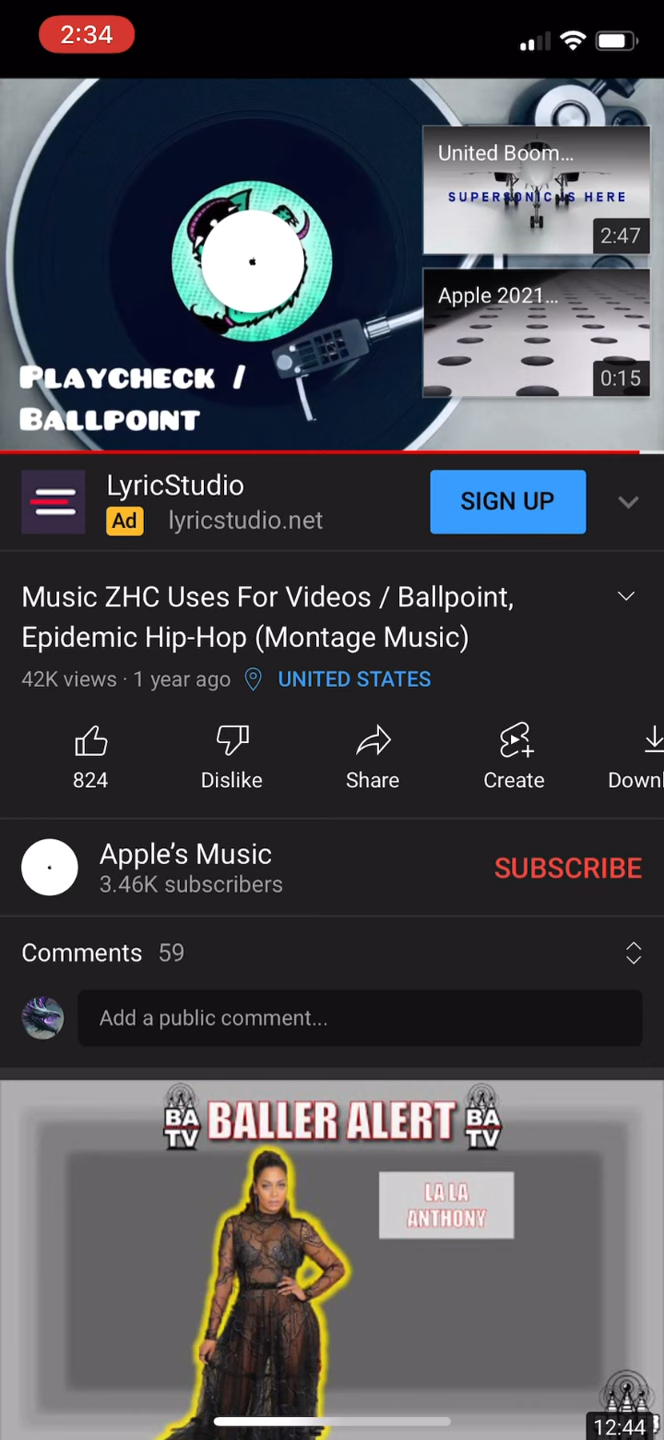 2:34
United Boom...
SUPERSONIC IS HERE
2:47
Apple 2021...
0:15
PLAYCHECK /
BALLPOINT
LyricStudio
SIGN UP
Ad lyricstudio.net
Music ZHC Uses For Videos / Ballpoint,
Epidemic Hip-Hop (Montage Music)
42K views · 1 year ago UNITED STATES
824 Dislike Share Create Downl
Apple’s Music
3.46K subscribers
SUBSCRIBE
Comments 59
Add a public comment...
BA TV BALLER ALERT BA TV
LA LA
ANTHONY
12:44